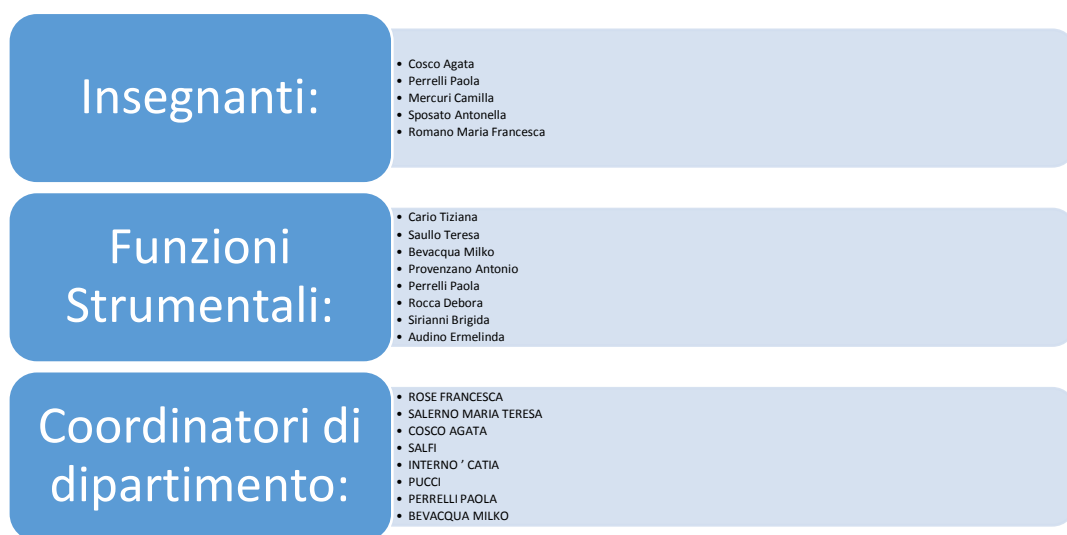 Insegnanti:
• Cosco Agata
• Perrelli Paola
• Mercuri Camilla
• Sposato Antonella
• Romano Maria Francesca
Funzioni
Strumentali:
• Cario Tiziana
• Saullo Teresa
• Bevacqua Milko
• Provenzano Antonio
• Perrelli Paola
• Rocca Debora
• Sirianni Brigida
• Audino Ermelinda
Coordinatori di
dipartimento:
• ROSE FRANCESCA
• SALERNO MARIA TERESA
• COSCO AGATA
• SALFI
• INTERNO ’ CATIA
• PUCCI
• PERRELLI PAOLA
• BEVACQUA MILKO